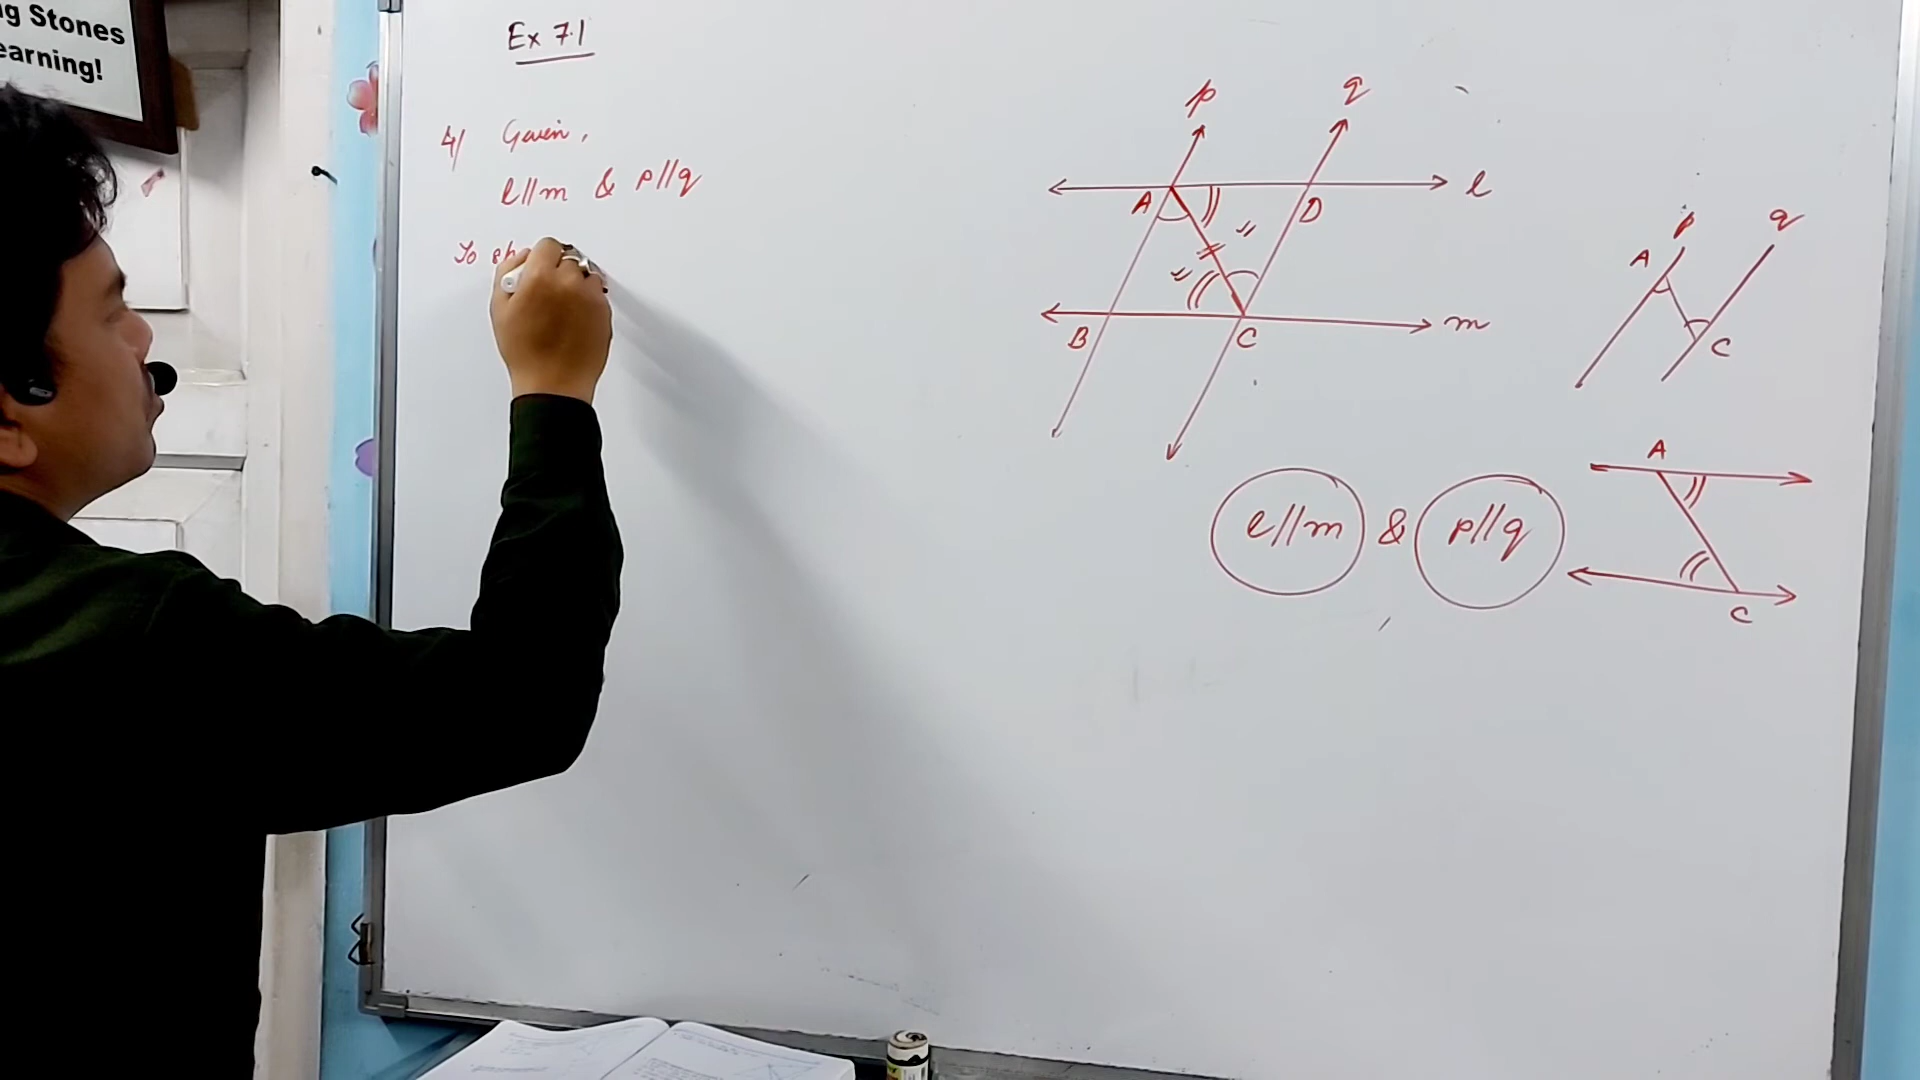 g Stones
earning!
Ex 7.1
4/ Given,
l//m & p//q
To sh
p
q
l
A
D
B
C
m
p
q
A
C
A
l//m & p//q
C